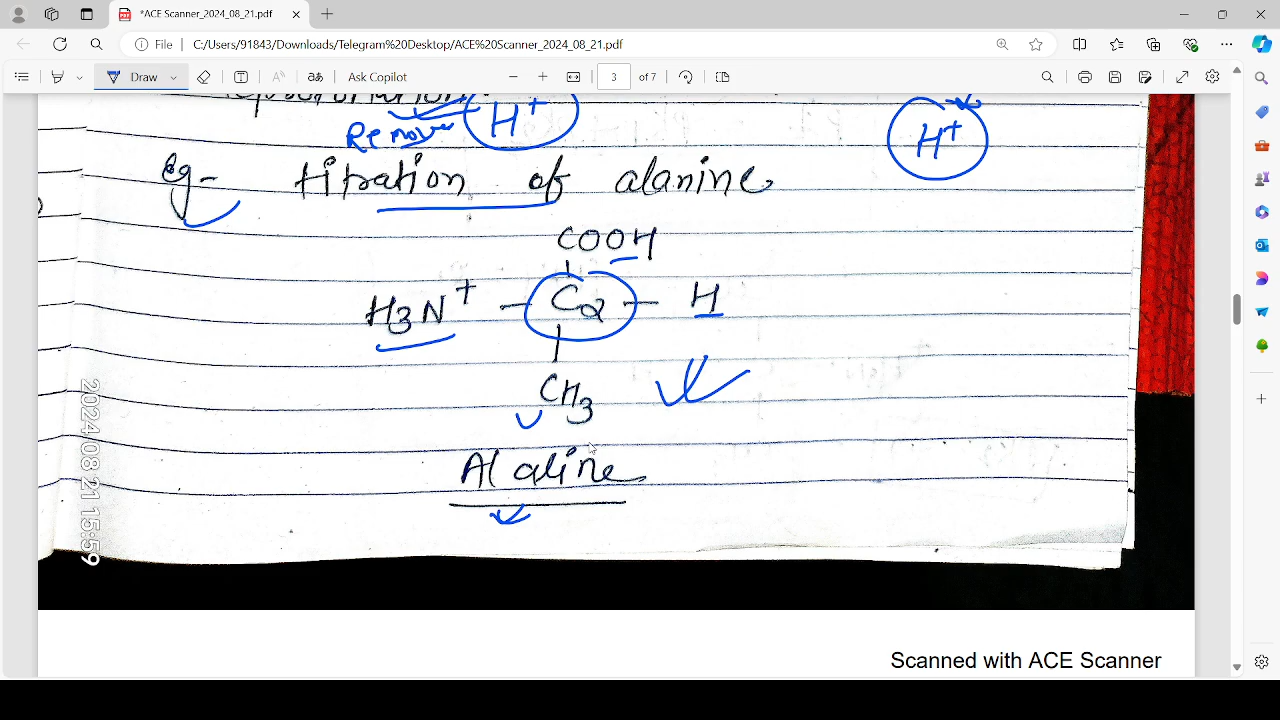 *ACE Scanner_2024_08_21.pdf
File | C:/Users/91843/Downloads/Telegram%20Desktop/ACE%20Scanner_2024_08_21.pdf
Draw
Ask Copilot
3 of 7
Remove H+
H+
Eg- titration of alanine
COOH
H3N+ - Cα - H
CH3
Alaline
2024.08.21 15:59
Scanned with ACE Scanner